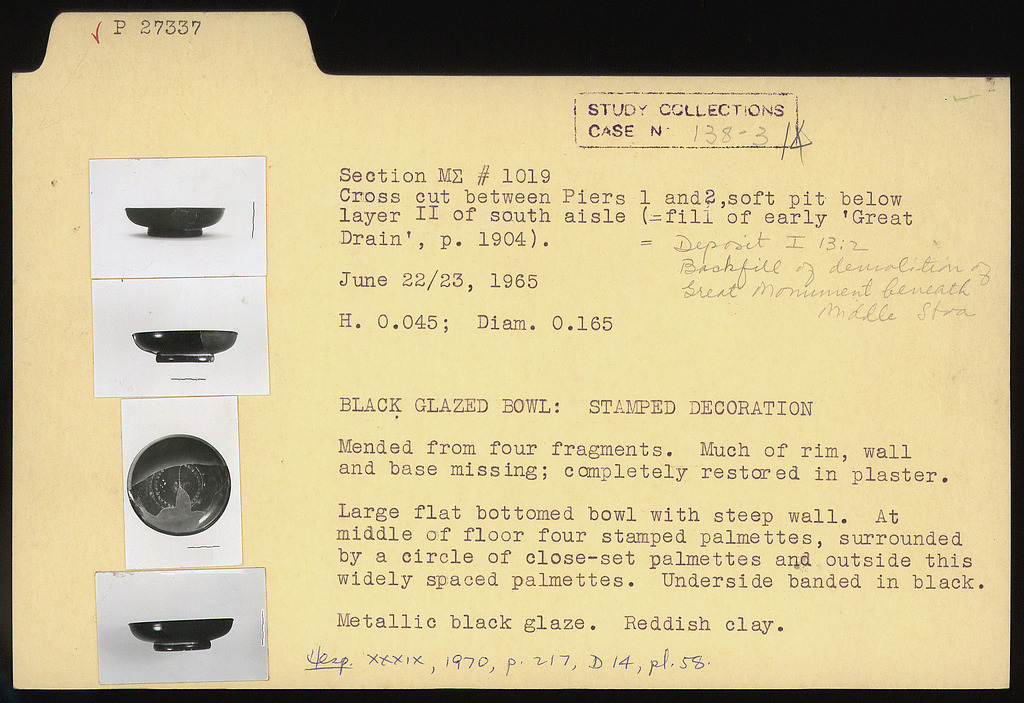 P 27337
STUDY COLLECTIONS
CASE Nº 138-3
Section MΣ # 1019
Cross cut between Piers 1 and2,soft pit below
layer II of south aisle (=fill of early 'Great
Drain', p. 1904).
= Deposit I 13:2
Backfill of demolition of
Great Monument beneath
Middle Stoa
June 22/23, 1965
H. 0.045; Diam. 0.165
BLACK GLAZED BOWL: STAMPED DECORATION
Mended from four fragments. Much of rim, wall
and base missing; completely restored in plaster.
Large flat bottomed bowl with steep wall. At
middle of floor four stamped palmettes, surrounded
by a circle of close-set palmettes and outside this
widely spaced palmettes. Underside banded in black.
Metallic black glaze. Reddish clay.
Hesp. XXXIX, 1970, p. 217, D 14, pl. 58.